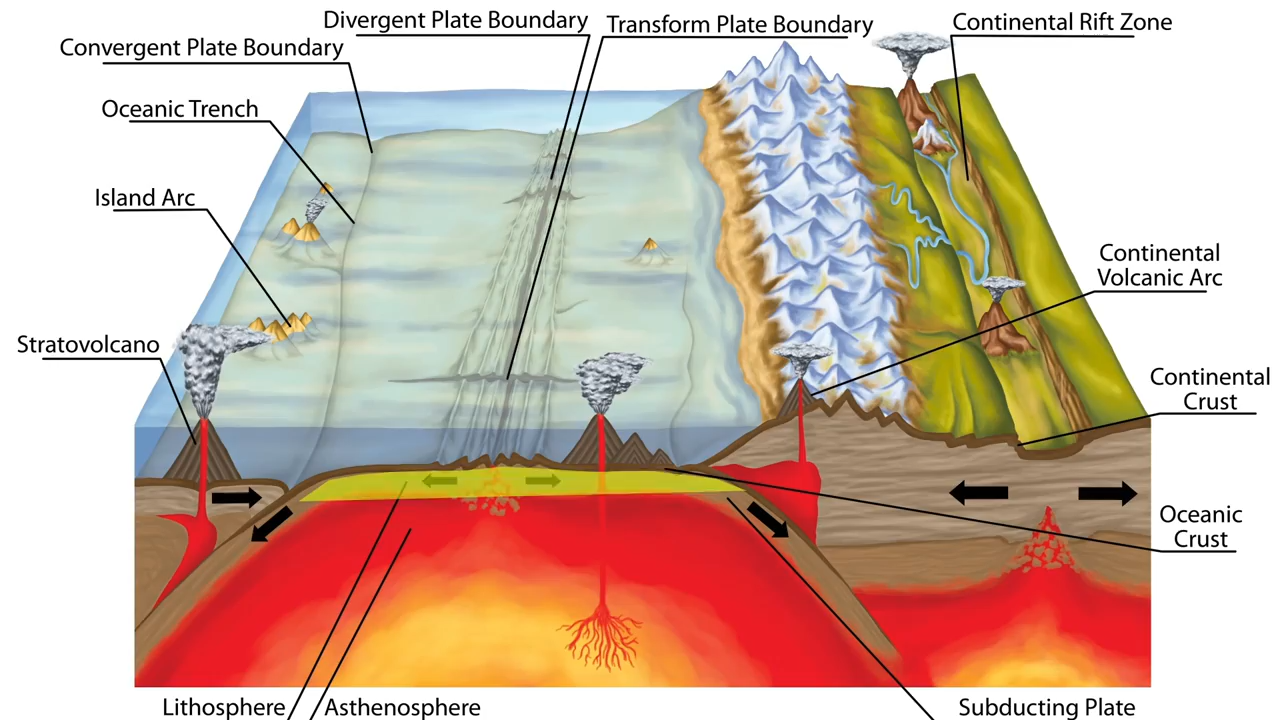 Divergent Plate Boundary
Transform Plate Boundary
Continental Rift Zone
Convergent Plate Boundary
Oceanic Trench
Island Arc
Continental
Volcanic Arc
Stratovolcano
Continental
Crust
Oceanic
Crust
Lithosphere
Asthenosphere
Subducting Plate